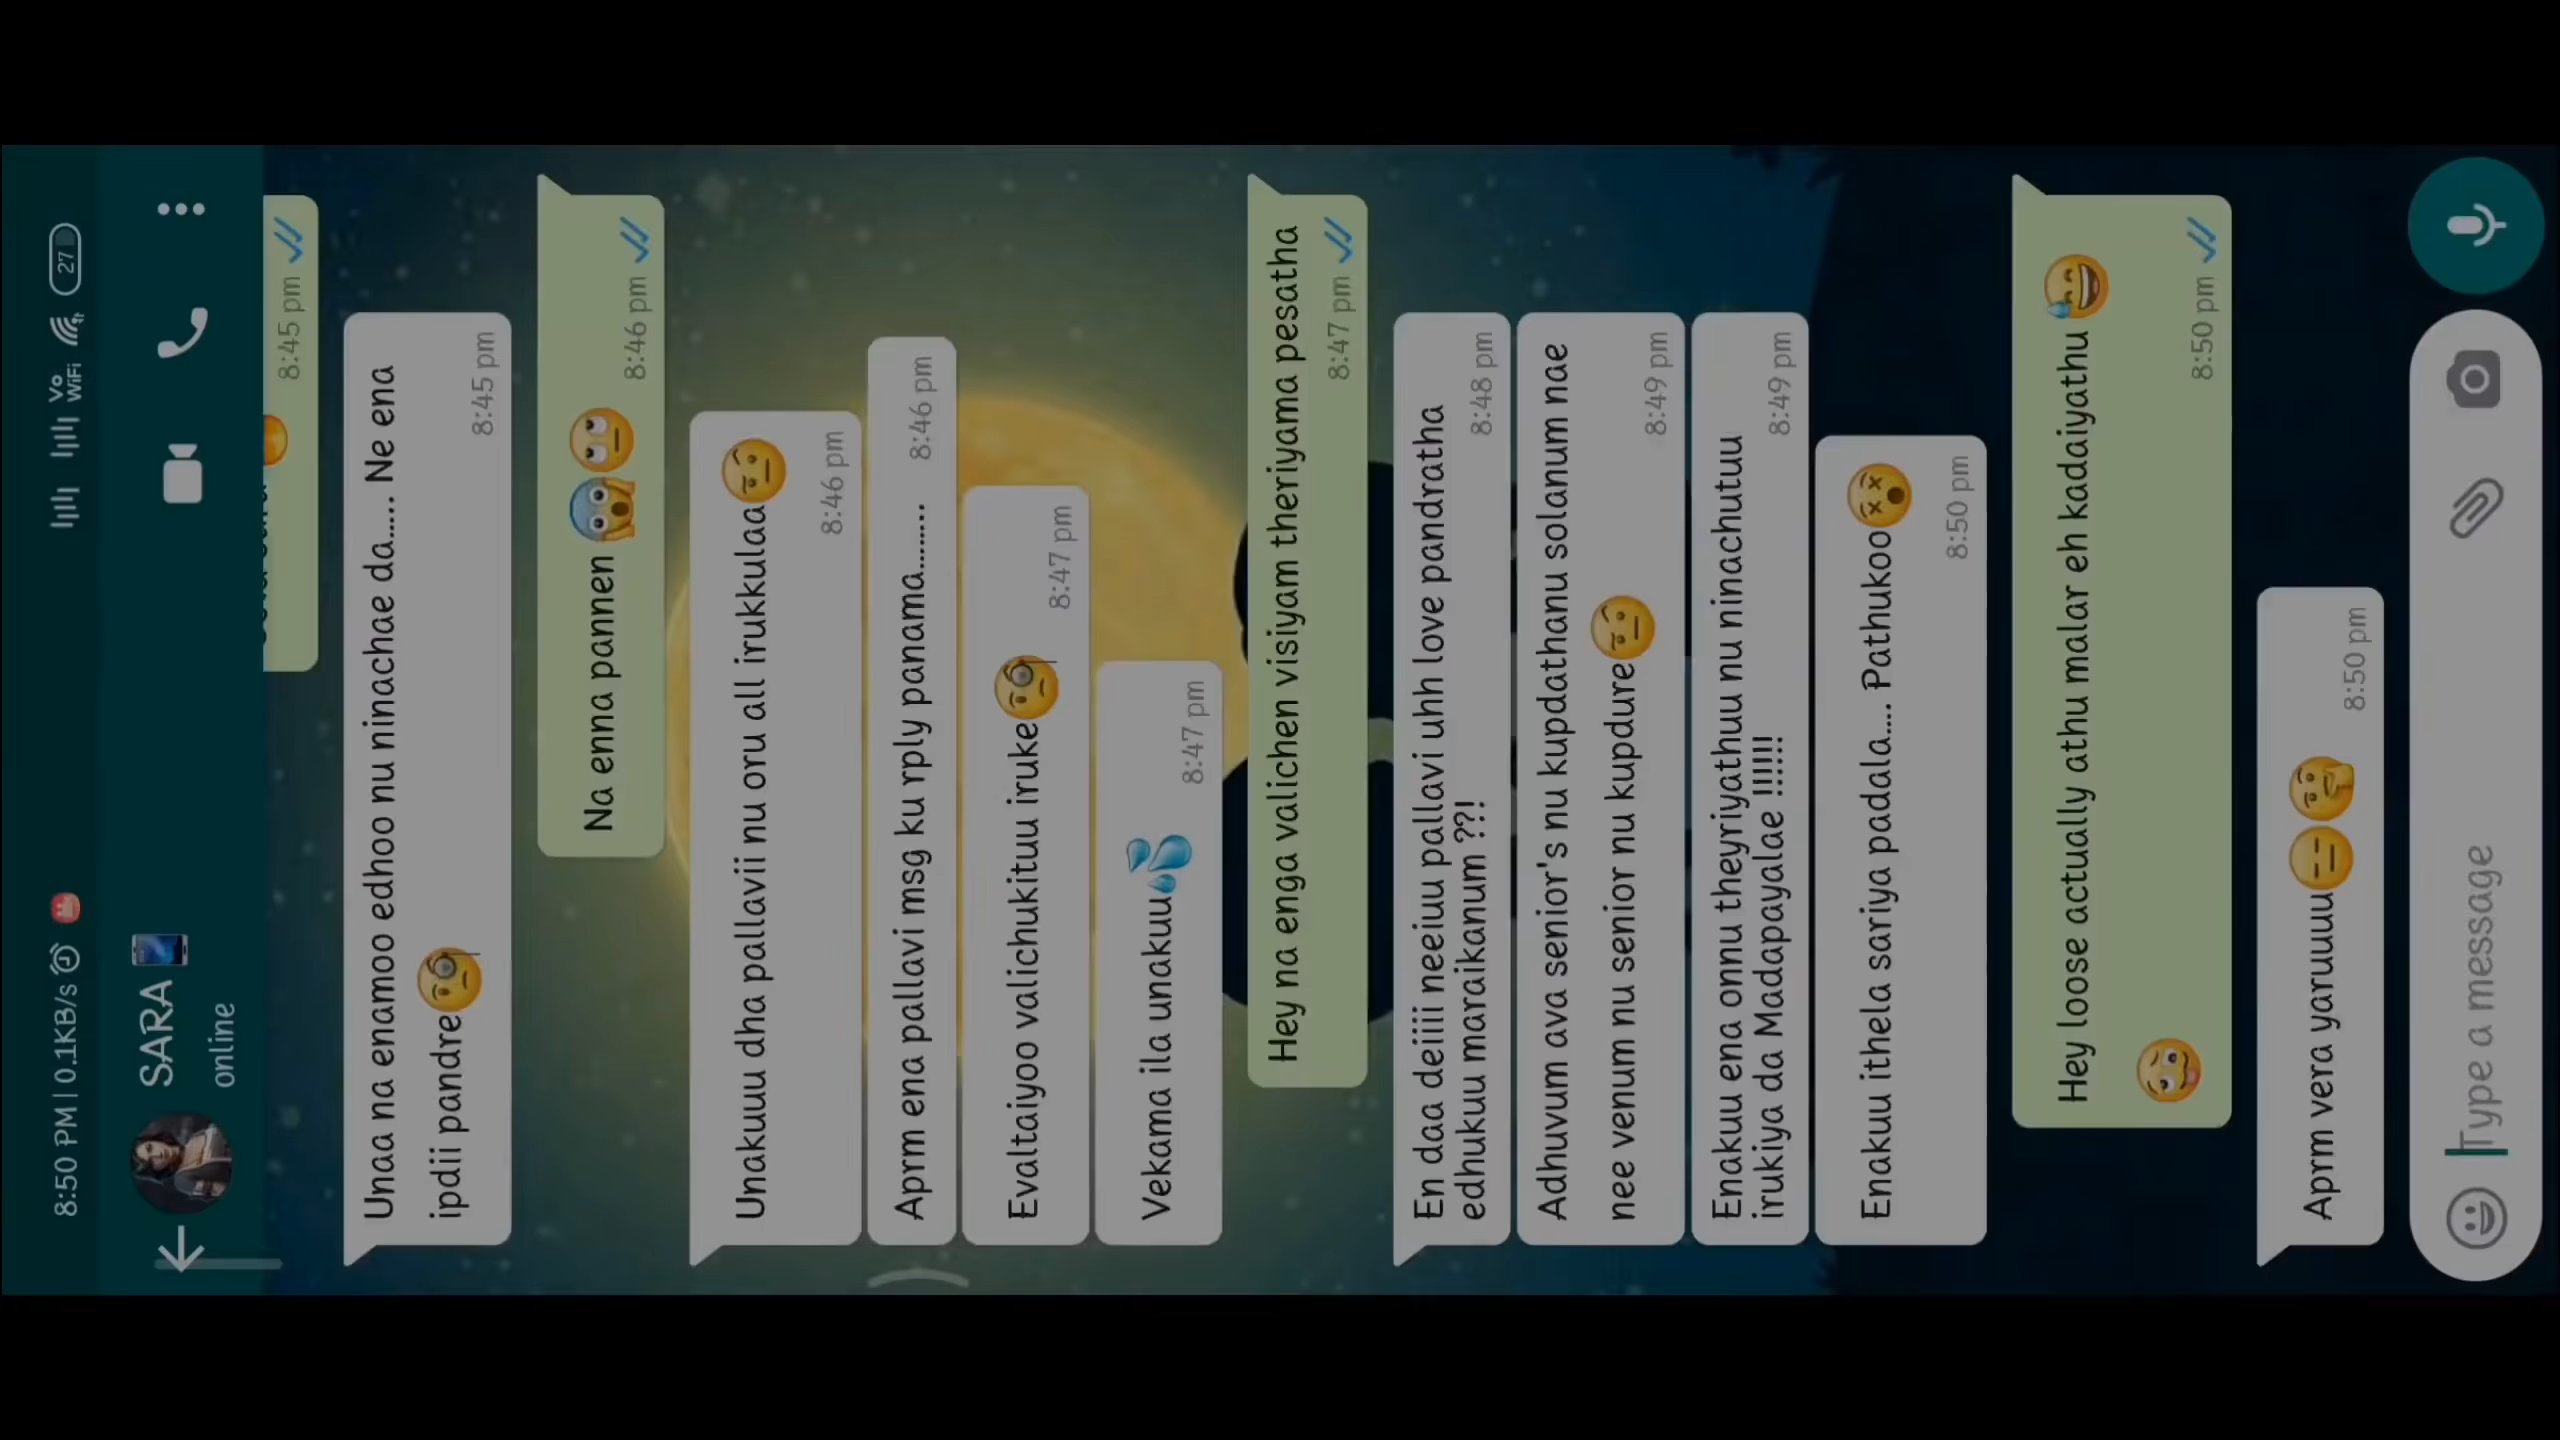 8:50 PM | 0.1KB/s
Vo
WiFi
27
SARA
online
8:45 pm
Unaa na enamoo edhoo nu ninachae da..... Ne ena
ipdii pandre🧐
8:45 pm
Na enna pannen 😱🙄
8:46 pm
Unakuuu dha pallavii nu oru all irukkulaa🤨
8:46 pm
Aprm ena pallavi msg ku rply panama........
8:46 pm
Evaltaiyoo valichukituu iruke🧐
8:47 pm
Vekama ila unakuu💦
8:47 pm
Hey na enga valichen visiyam theriyama pesatha
8:47 pm
En daa deiiii neeiuu pallavi uhh love pandratha
edhukuu maraikanum ??!
8:48 pm
Adhuvum ava senior's nu kupdathanu solanum nae
nee venum nu senior nu kupdure🤨
8:49 pm
Enakuu ena onnu theyriyathuu nu ninachutuu
irukiya da Madapayalae !!!!!!
8:49 pm
Enakuu ithela sariya padala.... Pathukoo😵
8:50 pm
Hey loose actually athu malar eh kadaiyathu 😅
🤪
8:50 pm
Aprm vera yaruuuu😑🤔
8:50 pm
Type a message